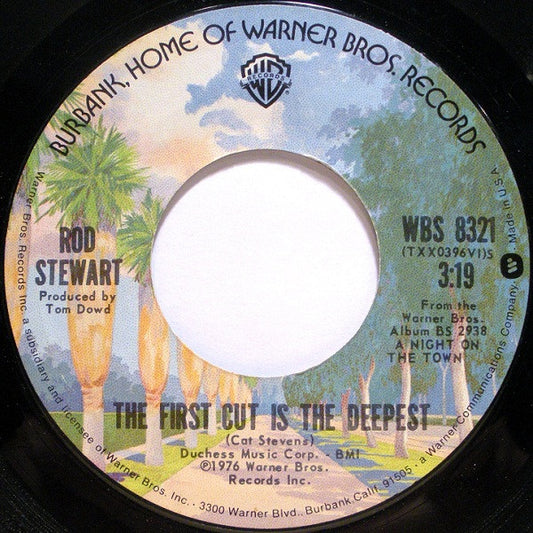 BURBANK, HOME OF WARNER BROS. RECORDS
WB
RECORDS
ROD
STEWART
Produced by
Tom Dowd
WBS 8321
(TXX0396V1)S
3:19
From the
Warner Bros.
Album BS 2938
A NIGHT ON
THE TOWN
THE FIRST CUT IS THE DEEPEST
(Cat Stevens)
Duchess Music Corp. - BMI
℗1976 Warner Bros.
Records Inc.
Warner Bros. Records Inc. a subsidiary and licensee of Warner Bros. Inc. · 3300 Warner Blvd., Burbank, Calif. 91505 · a Warner Communications Company. Made in U.S.A.